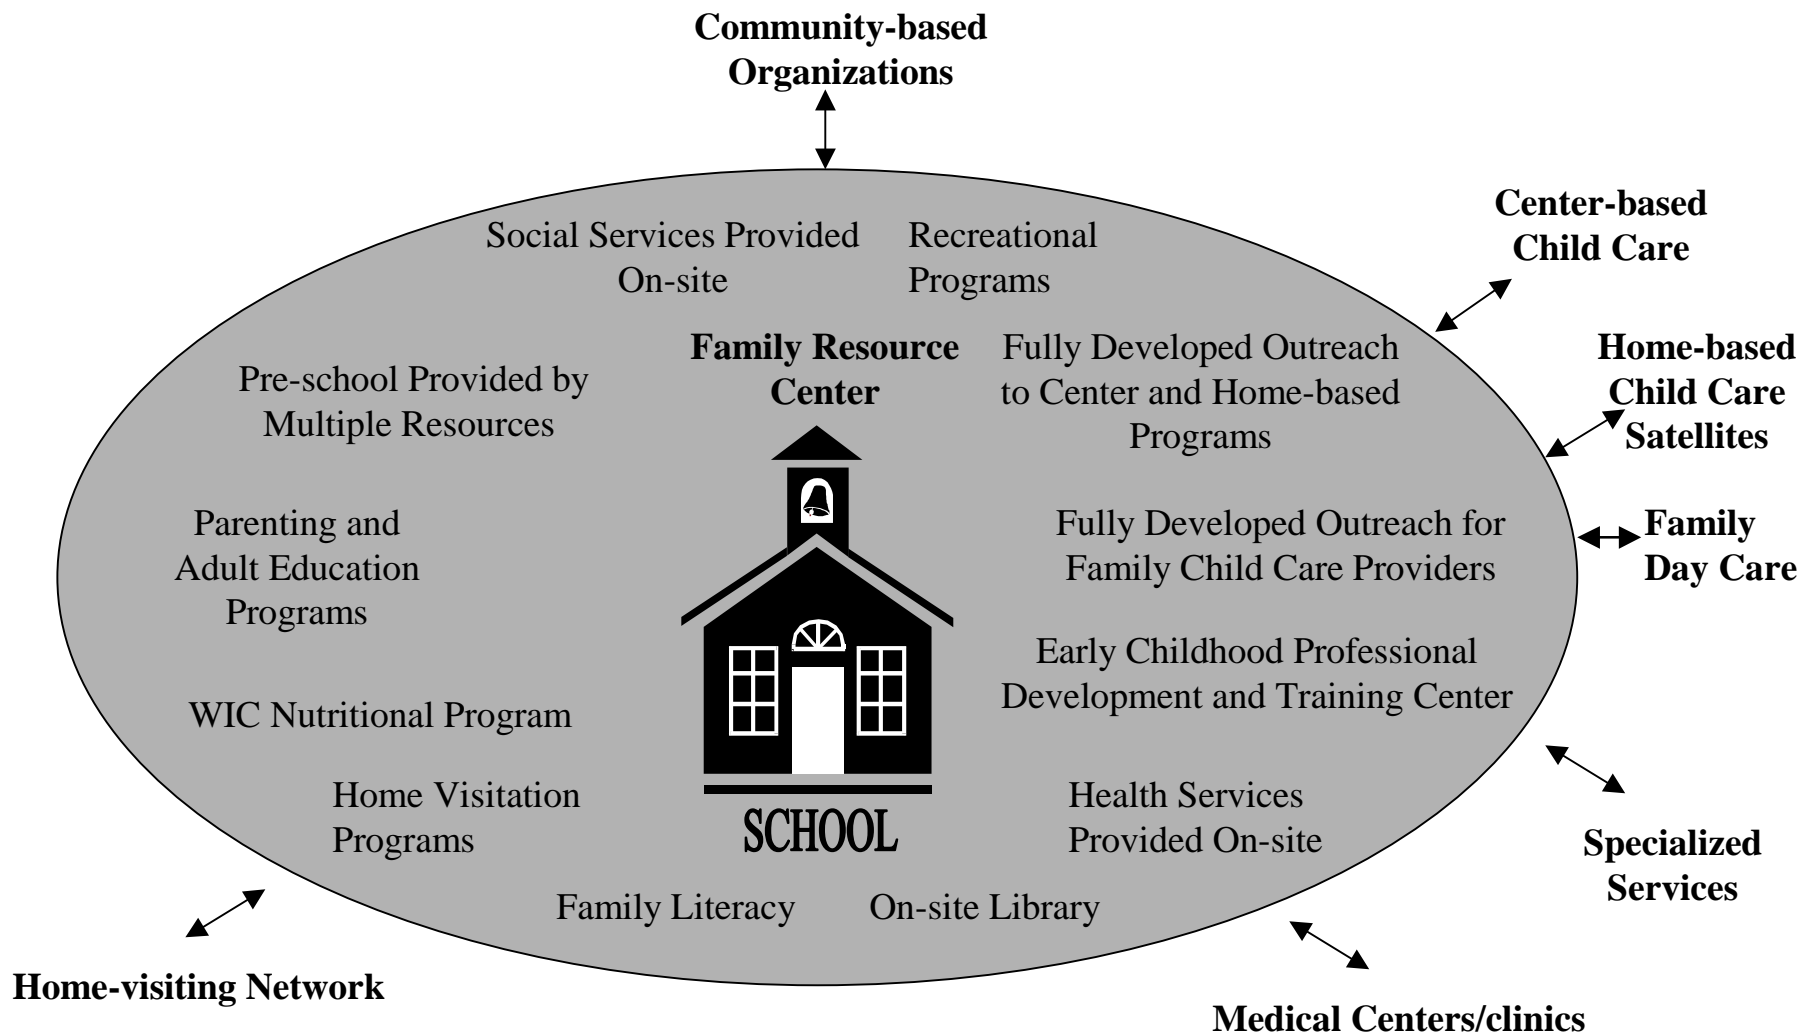 Community-based
Organizations
Center-based
Child Care
Social Services Provided
On-site
Recreational
Programs
Family Resource
Center
Fully Developed Outreach
to Center and Home-based
Programs
Home-based
Child Care
Satellites
Pre-school Provided by
Multiple Resources
Parenting and
Adult Education
Programs
Fully Developed Outreach for
Family Child Care Providers
Family
Day Care
Early Childhood Professional
Development and Training Center
WIC Nutritional Program
Home Visitation
Programs
SCHOOL
Health Services
Provided On-site
Specialized
Services
Family Literacy
On-site Library
Home-visiting Network
Medical Centers/clinics